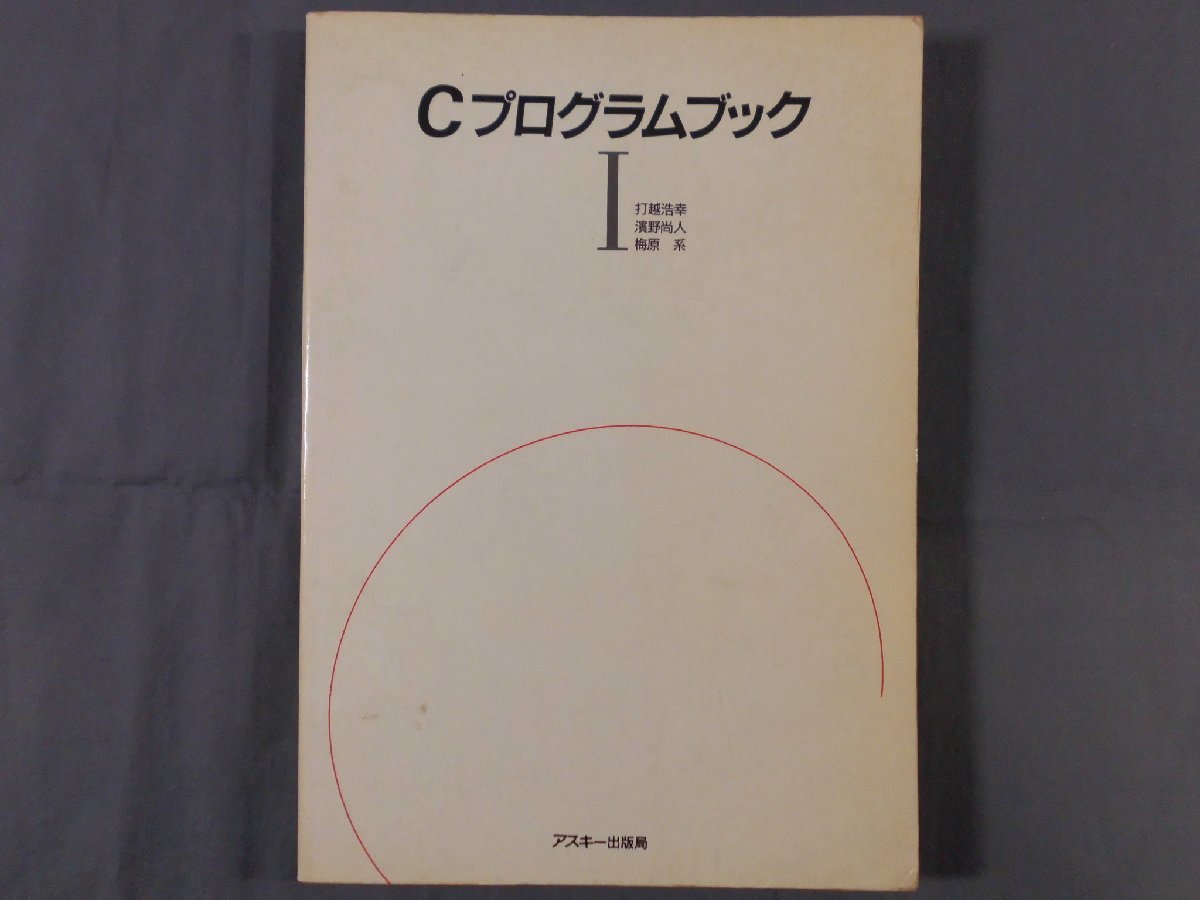 Cプログラムブック
I
打越浩幸
濱野尚人
梅原 系
アスキー出版局